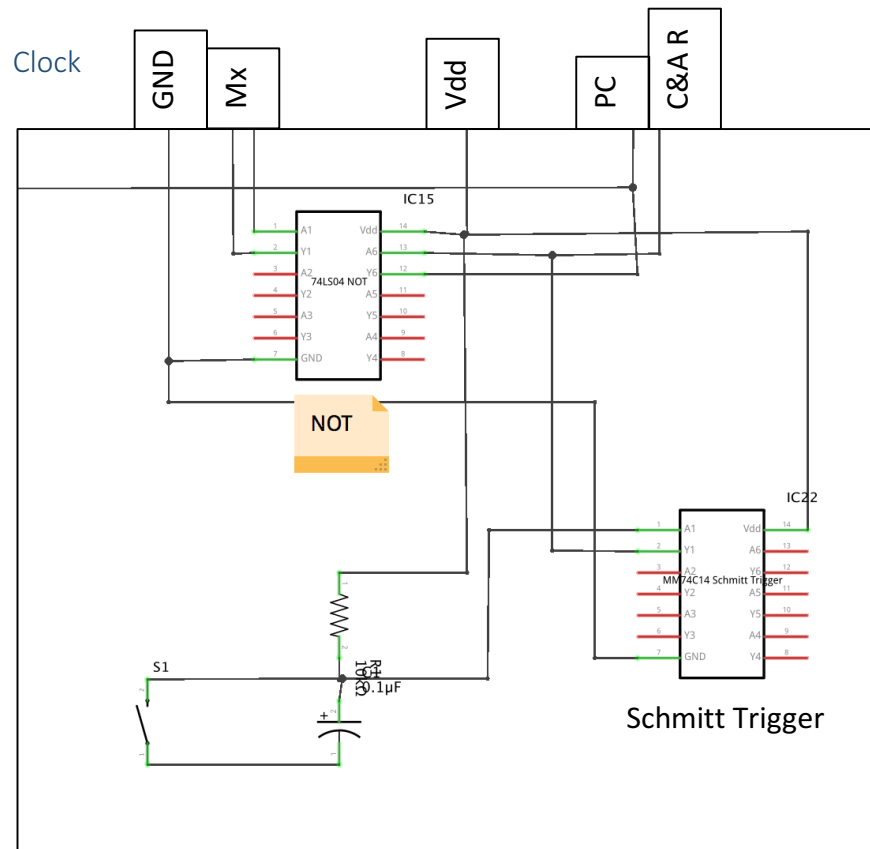 Clock
GND
Mx
Vdd
PC
C&A R
IC15
1 A1 Vdd 14
2 Y1 A6 13
3 A2 Y6 12
74LS04 NOT
4 Y2 A5 11
5 A3 Y5 10
6 Y3 A4 9
7 GND Y4 8
NOT
IC22
1 A1 Vdd 14
2 Y1 A6 13
3 A2 Y6 12
MM74C14 Schmitt Trigger
4 Y2 A5 11
5 A3 Y5 10
6 Y3 A4 9
7 GND Y4 8
Schmitt Trigger
1
2
S1
2
1
R1
0.1µF
+
2
1